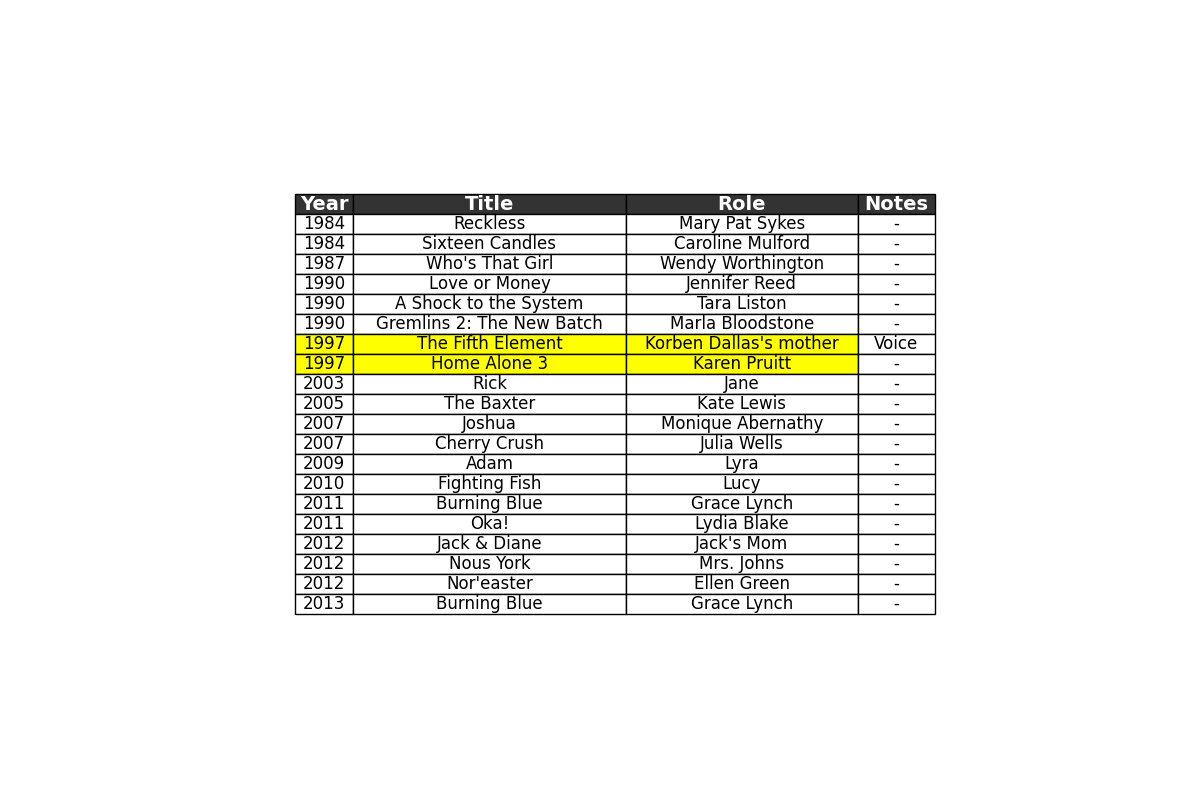 Year Title Role Notes
1984 Reckless Mary Pat Sykes -
1984 Sixteen Candles Caroline Mulford -
1987 Who's That Girl Wendy Worthington -
1990 Love or Money Jennifer Reed -
1990 A Shock to the System Tara Liston -
1990 Gremlins 2: The New Batch Marla Bloodstone -
1997 The Fifth Element Korben Dallas's mother Voice
1997 Home Alone 3 Karen Pruitt -
2003 Rick Jane -
2005 The Baxter Kate Lewis -
2007 Joshua Monique Abernathy -
2007 Cherry Crush Julia Wells -
2009 Adam Lyra -
2010 Fighting Fish Lucy -
2011 Burning Blue Grace Lynch -
2011 Oka! Lydia Blake -
2012 Jack & Diane Jack's Mom -
2012 Nous York Mrs. Johns -
2012 Nor'easter Ellen Green -
2013 Burning Blue Grace Lynch -